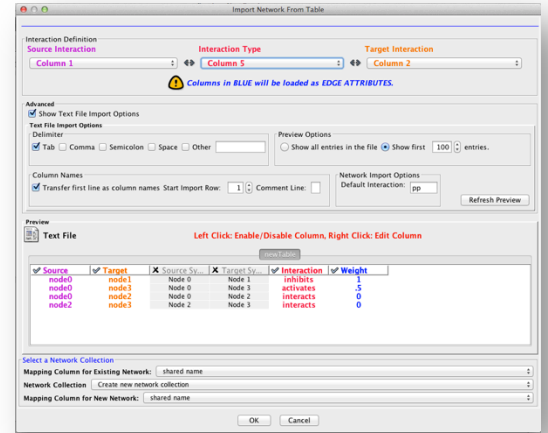 Import Network From Table
Interaction Definition
Source Interaction Interaction Type Target Interaction
Column 1 Column 5 Column 2
Columns in BLUE will be loaded as EDGE ATTRIBUTES.
Advanced
Show Text File Import Options
Text File Import Options
Delimiter Preview Options
Tab Comma Semicolon Space Other Show all entries in the file Show first 100 entries.
Column Names Network Import Options
Transfer first line as column names Start Import Row: 1 Comment Line: Default Interaction: pp
Refresh Preview
Preview
Text File Left Click: Enable/Disable Column, Right Click: Edit Column
newTable
Source Target Source Sy... Target Sy... Interaction Weight
node0 node1 Node 0 Node 1 inhibits 1
node0 node3 Node 0 Node 3 activates .5
node0 node2 Node 0 Node 2 interacts 0
node2 node3 Node 2 Node 3 interacts 0
Select a Network Collection
Mapping Column for Existing Network: shared name
Network Collection Create new network collection
Mapping Column for New Network: shared name
OK Cancel